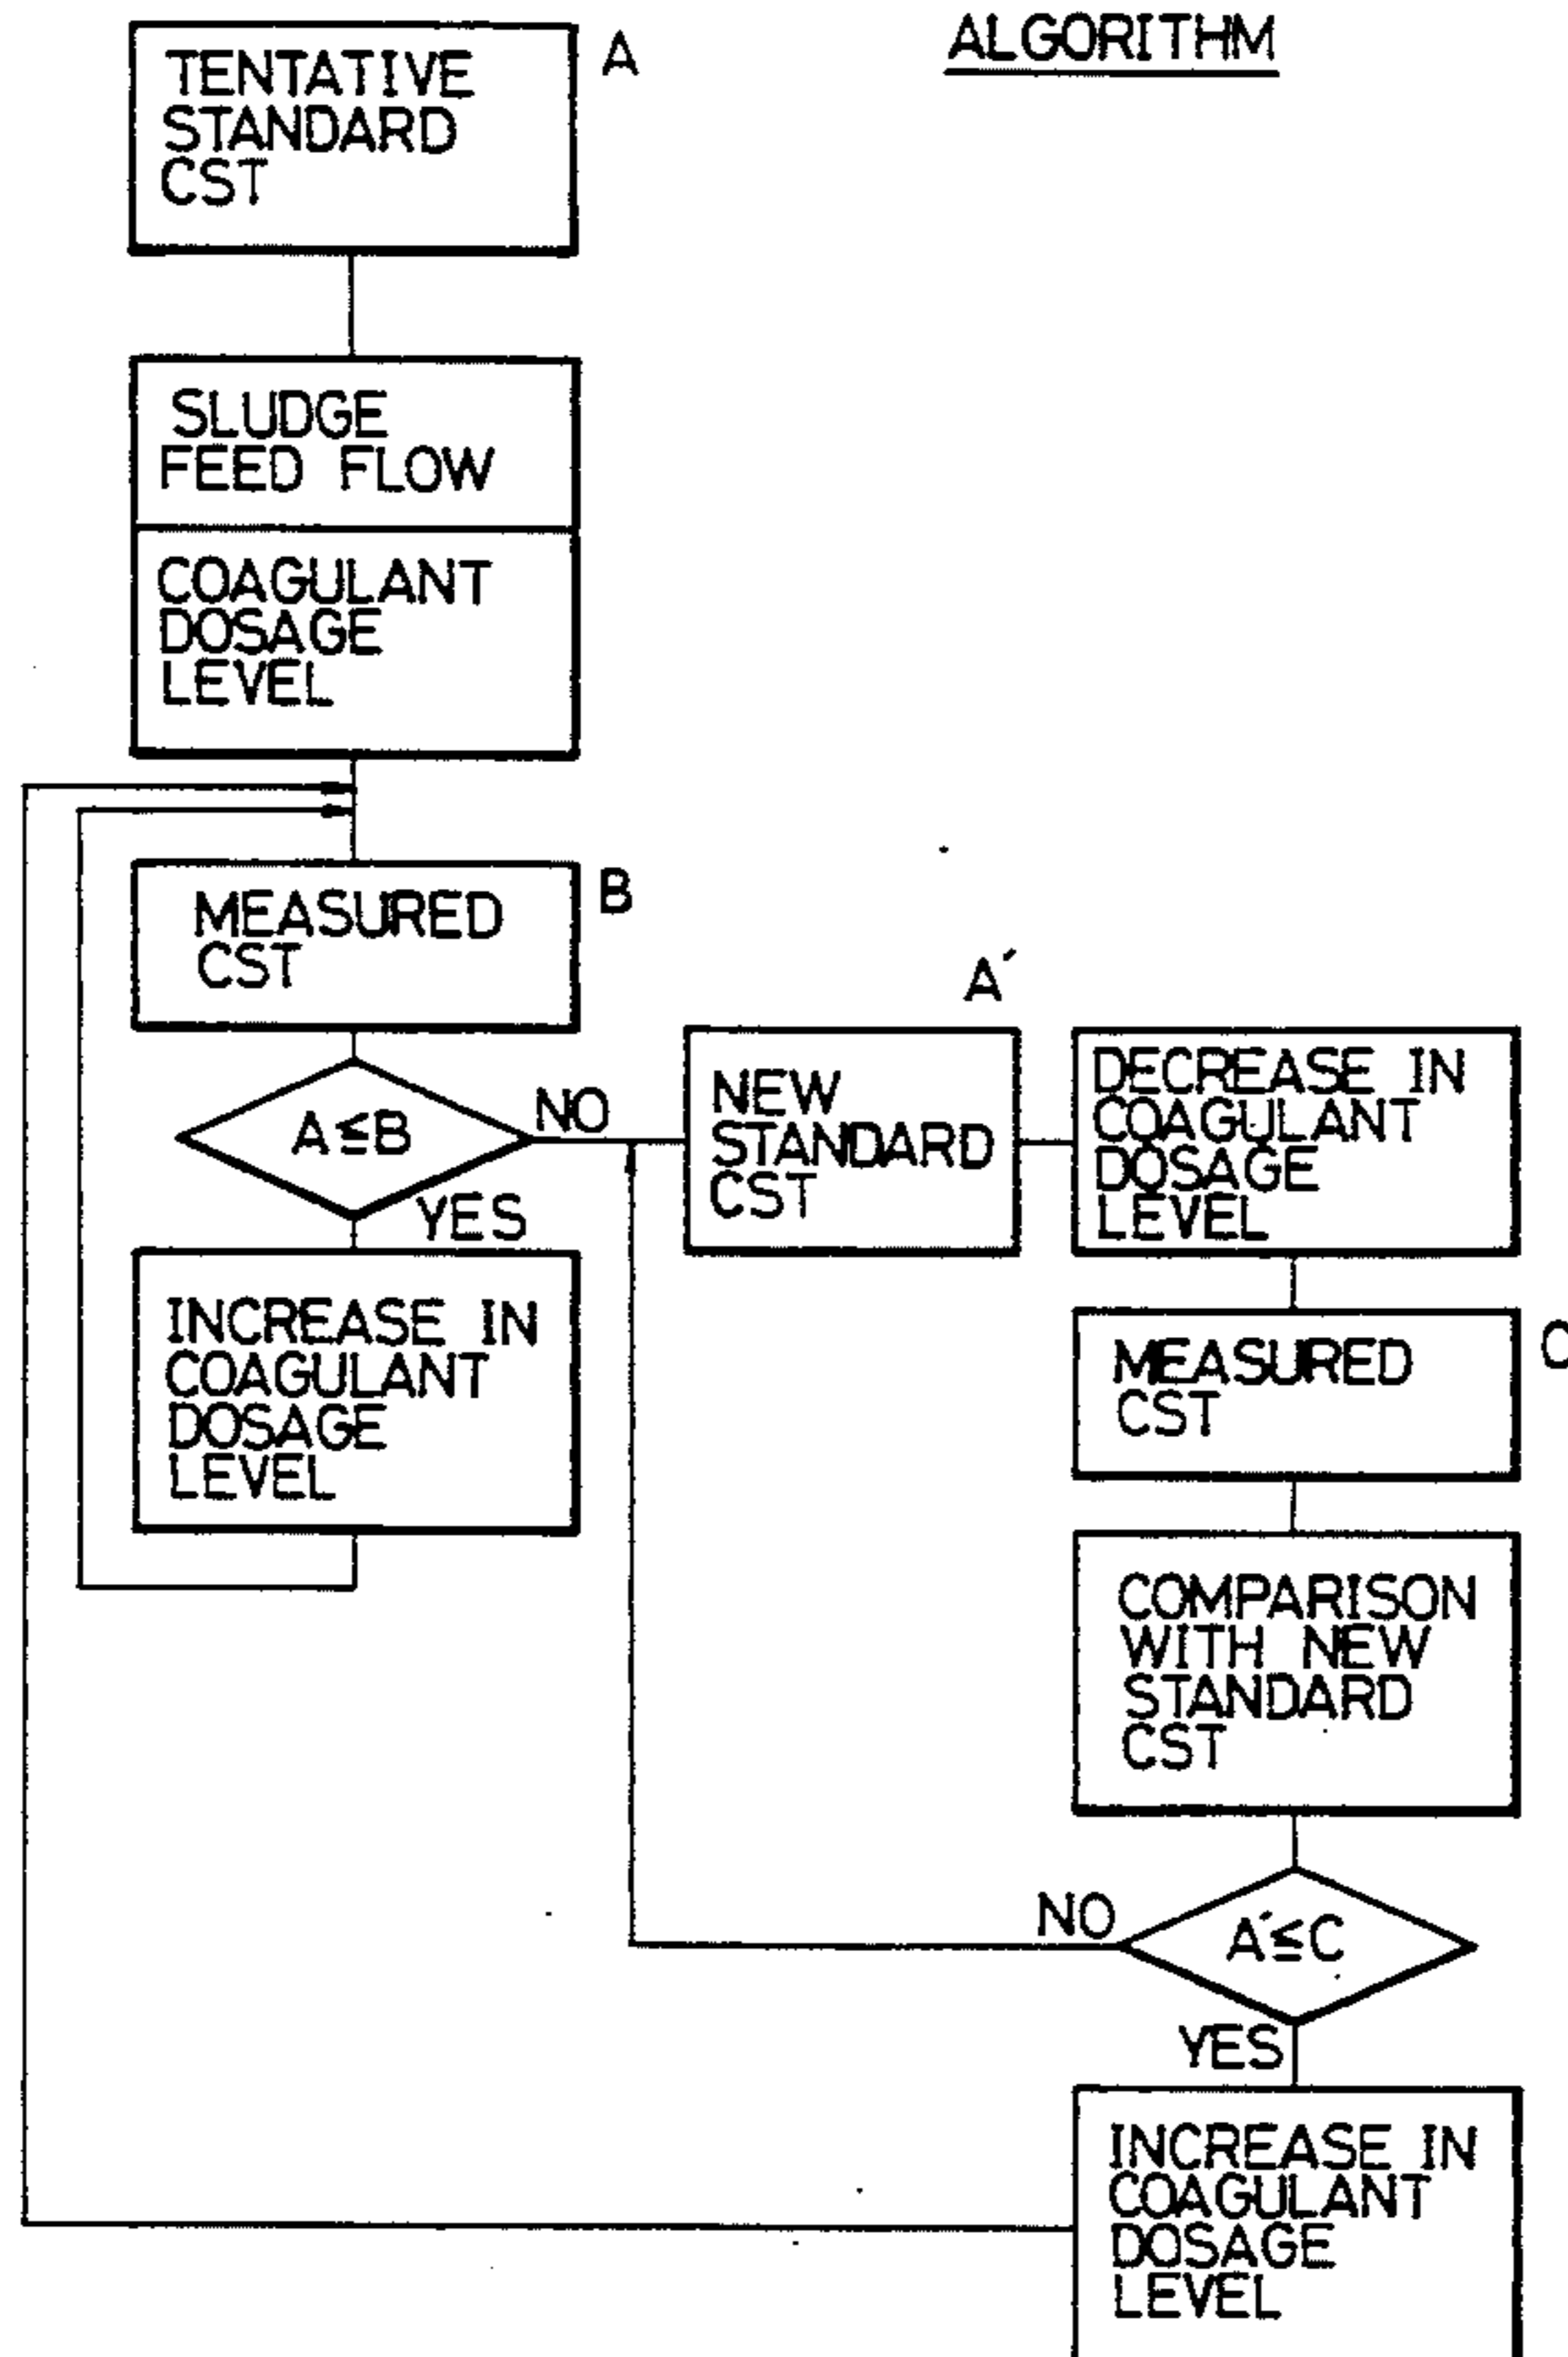 ALGORITHM
TENTATIVE
STANDARD
CST
A
SLUDGE
FEED FLOW
COAGULANT
DOSAGE
LEVEL
MEASURED
CST
B
A≦B
NO
YES
INCREASE IN
COAGULANT
DOSAGE
LEVEL
A′
NEW
STANDARD
CST
DECREASE IN
COAGULANT
DOSAGE
LEVEL
MEASURED
CST
C
COMPARISON
WITH NEW
STANDARD
CST
A′≦C
NO
YES
INCREASE IN
COAGULANT
DOSAGE
LEVEL